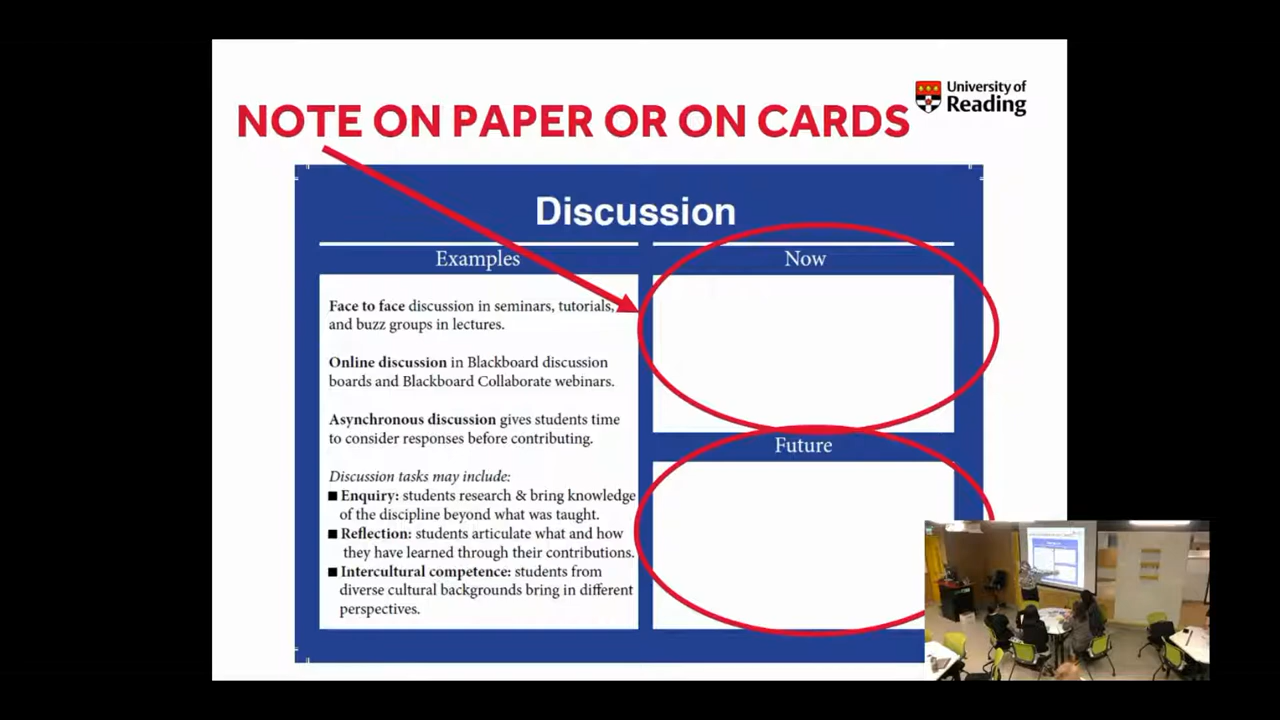 University of
Reading
NOTE ON PAPER OR ON CARDS
Discussion
Examples
Now
Face to face discussion in seminars, tutorials,
and buzz groups in lectures.
Online discussion in Blackboard discussion
boards and Blackboard Collaborate webinars.
Asynchronous discussion gives students time
to consider responses before contributing.
Discussion tasks may include:
■ Enquiry: students research & bring knowledge
of the discipline beyond what was taught.
■ Reflection: students articulate what and how
they have learned through their contributions.
■ Intercultural competence: students from
diverse cultural backgrounds bring in different
perspectives.
Future